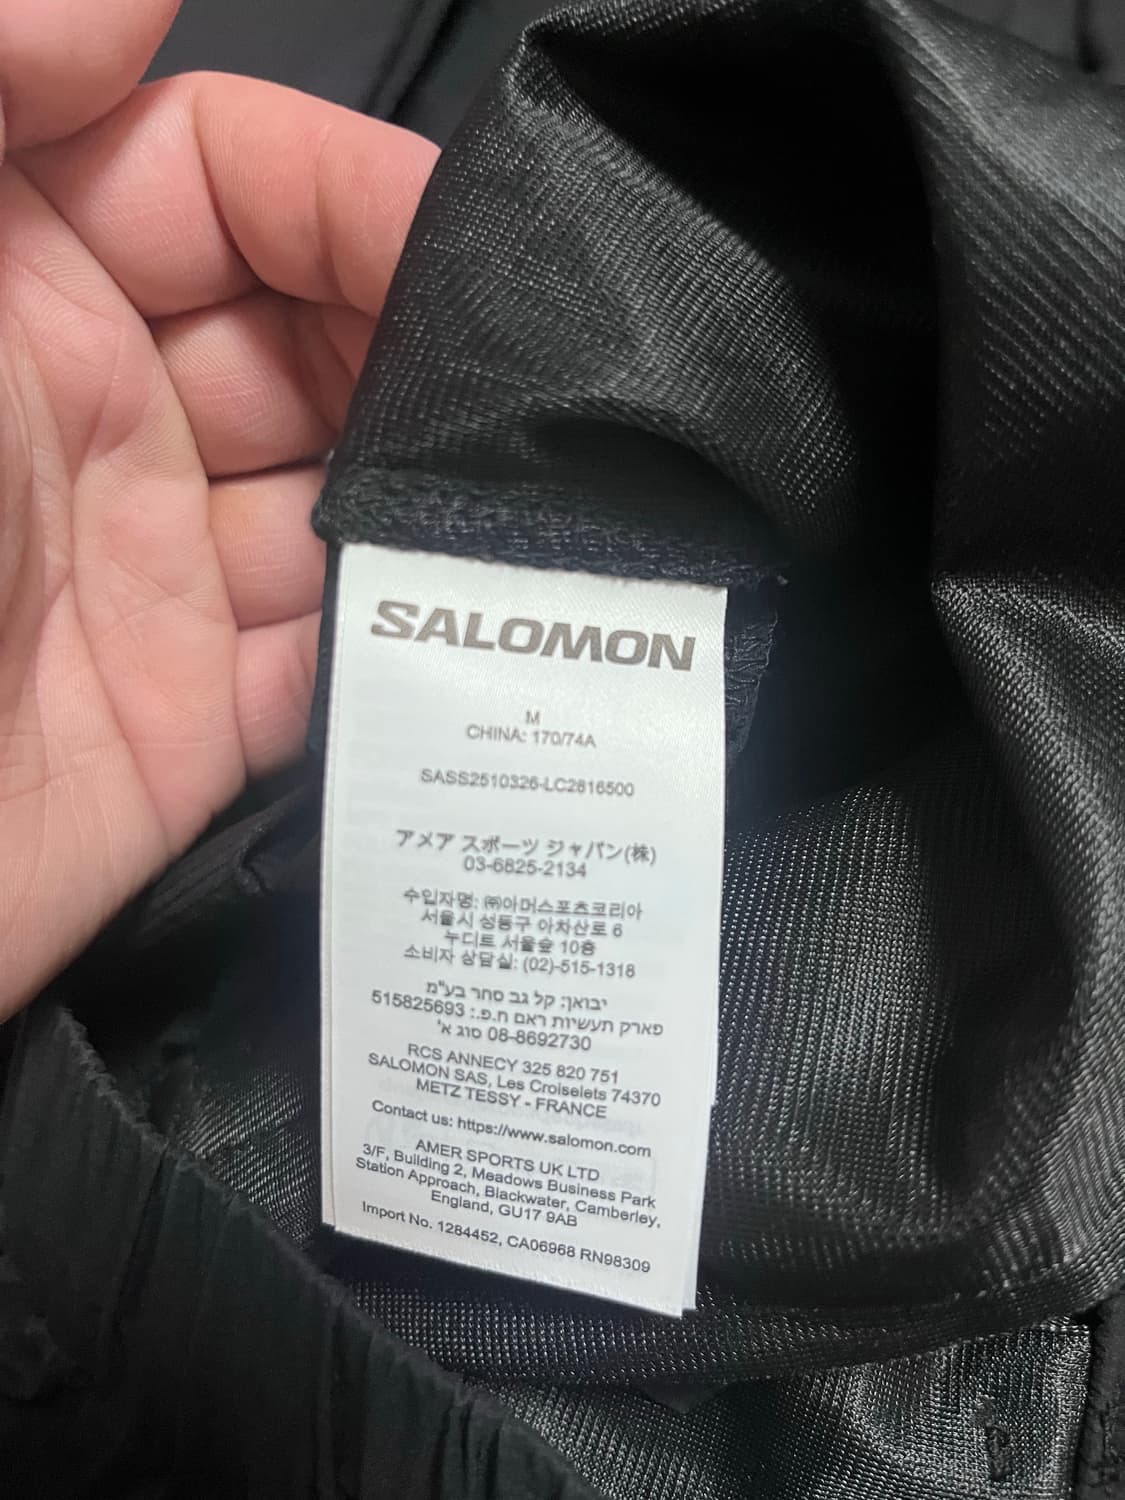 SALOMON
M
CHINA: 170/74A
SASS2510326-LC2816500
アメア スポーツ ジャパン(株)
03-6825-2134
수입자명: ㈜아머스포츠코리아
서울시 성동구 아차산로 6
누디트 서울숲 10층
소비자 상담실: (02)-515-1318
יבואן: קל גב סחר בע"מ
פארק תעשיות ראם ח.פ.: 515825693
08-8692730 סוג א'
RCS ANNECY 325 820 751
SALOMON SAS, Les Croiselets 74370
METZ TESSY - FRANCE
Contact us: https://www.salomon.com
AMER SPORTS UK LTD
3/F, Building 2, Meadows Business Park
Station Approach, Blackwater, Camberley,
England, GU17 9AB
Import No. 1284452, CA06968 RN98309